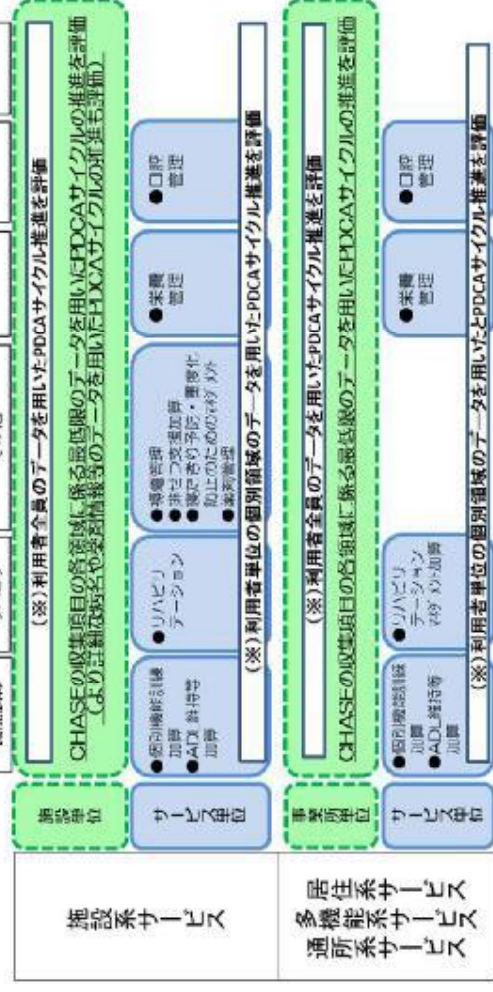 (※)利用者全員のデータを用いたPDCAサイクル推進を評価
CHASEの収集項目の各領域に係る最低限のデータを用いたPDCAサイクルの推進を評価
(より詳細な病名や薬剤情報等のデータを用いたPDCAサイクルの推進も評価)
施設単位
施設系サービス
サービス単位
●個別機能訓練
加算
●ADL維持等
加算
●リハビリ
テーション
●褥瘡管理
●排せつ支援加算
●寝たきり予防・重度化
防止のためのマネジメント
●薬剤管理
●栄養
管理
●口腔
管理
(※)利用者単位の個別領域のデータを用いたPDCAサイクル推進を評価
居住系サービス
多機能系サービス
通所系サービス
事業所単位
(※)利用者全員のデータを用いたPDCAサイクル推進を評価
CHASEの収集項目の各領域に係る最低限のデータを用いたPDCAサイクルの推進を評価
サービス単位
●個別機能訓練
加算
●ADL維持等
加算
●リハビリ
テーション
マネジメント加算
●栄養
管理
●口腔
管理
(※)利用者単位の個別領域のデータを用いたとPDCAサイクル推進を評価